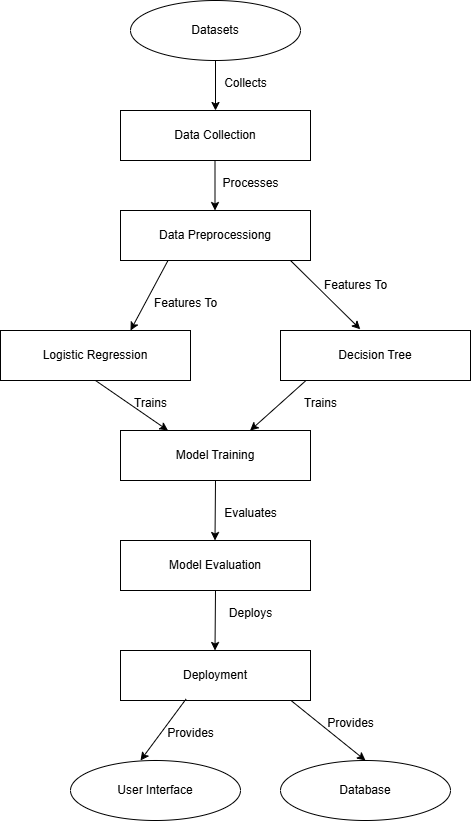 Datasets
Collects
Data Collection
Processes
Data Preprocessiong
Features To
Features To
Logistic Regression
Decision Tree
Trains
Trains
Model Training
Evaluates
Model Evaluation
Deploys
Deployment
Provides
Provides
User Interface
Database